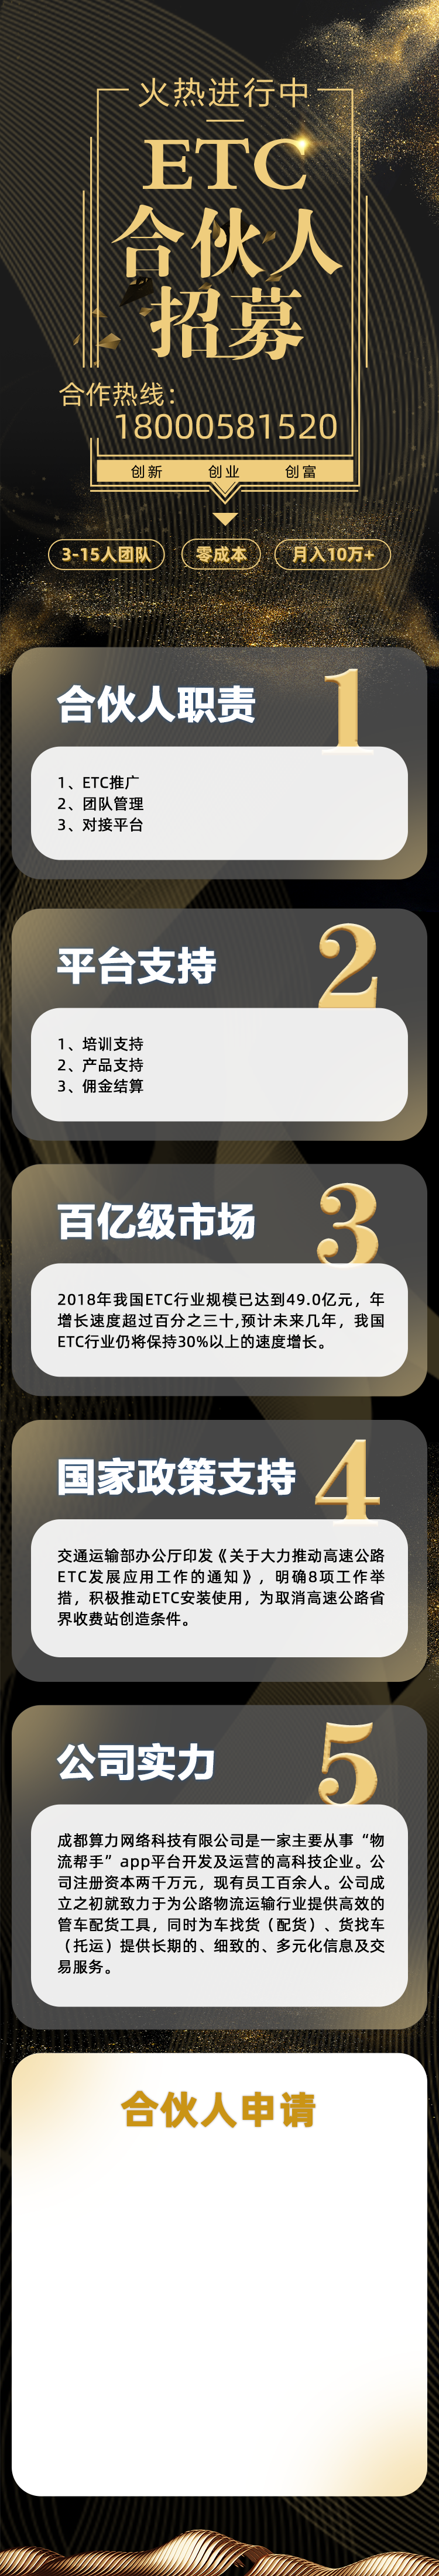 火热进行中
ETC
合伙人
招募
合作热线：
18000581520
创新 创业 创富
3-15人团队 零成本 月入10万+
合伙人职责
1
1、ETC推广
2、团队管理
3、对接平台
平台支持
2
1、培训支持
2、产品支持
3、佣金结算
百亿级市场
3
2018年我国ETC行业规模已达到49.0亿元，年
增长速度超过百分之三十,预计未来几年，我国
ETC行业仍将保持30%以上的速度增长。
国家政策支持
4
交通运输部办公厅印发《关于大力推动高速公路
ETC发展应用工作的通知》，明确8项工作举
措，积极推动ETC安装使用，为取消高速公路省
界收费站创造条件。
公司实力
5
成都算力网络科技有限公司是一家主要从事“物
流帮手”app平台开发及运营的高科技企业。公
司注册资本两千万元，现有员工百余人。公司成
立之初就致力于为公路物流运输行业提供高效的
管车配货工具，同时为车找货（配货）、货找车
（托运）提供长期的、细致的、多元化信息及交
易服务。
合伙人申请